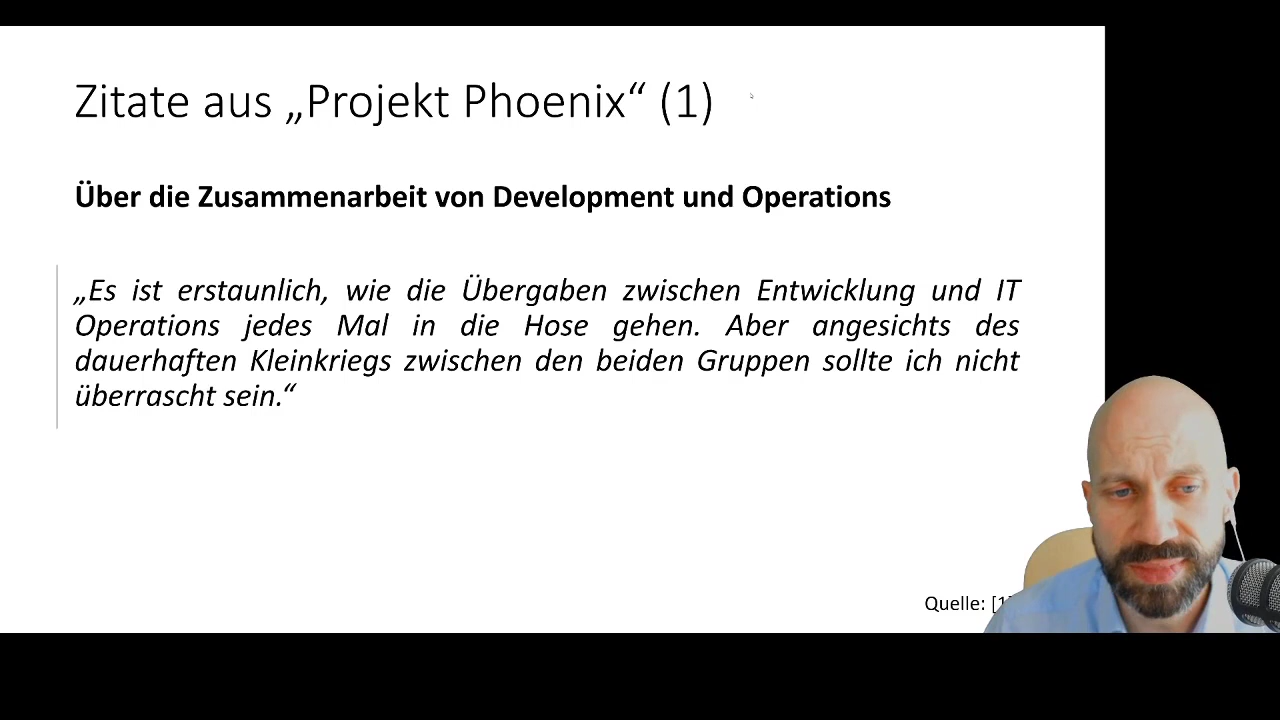 Zitate aus „Projekt Phoenix“ (1)
Über die Zusammenarbeit von Development und Operations
„Es ist erstaunlich, wie die Übergaben zwischen Entwicklung und IT
Operations jedes Mal in die Hose gehen. Aber angesichts des
dauerhaften Kleinkriegs zwischen den beiden Gruppen sollte ich nicht
überrascht sein.“
Quelle: [1]